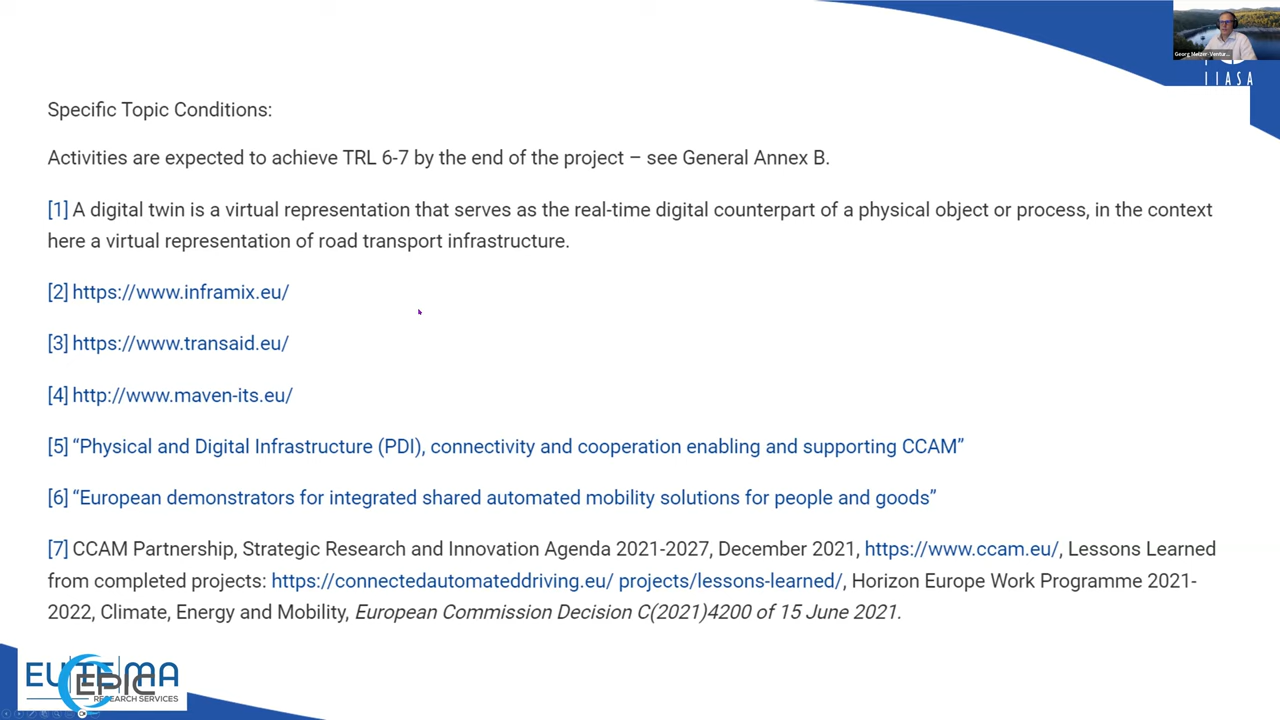 Georg Melzer-Ventur...
IIASA
Specific Topic Conditions:
Activities are expected to achieve TRL 6-7 by the end of the project – see General Annex B.
[1] A digital twin is a virtual representation that serves as the real-time digital counterpart of a physical object or process, in the context
here a virtual representation of road transport infrastructure.
[2] https://www.inframix.eu/
[3] https://www.transaid.eu/
[4] http://www.maven-its.eu/
[5] “Physical and Digital Infrastructure (PDI), connectivity and cooperation enabling and supporting CCAM”
[6] “European demonstrators for integrated shared automated mobility solutions for people and goods”
[7] CCAM Partnership, Strategic Research and Innovation Agenda 2021-2027, December 2021, https://www.ccam.eu/, Lessons Learned
from completed projects: https://connectedautomateddriving.eu/ projects/lessons-learned/, Horizon Europe Work Programme 2021-
2022, Climate, Energy and Mobility, European Commission Decision C(2021)4200 of 15 June 2021.
EUTEMA
EPIC
RESEARCH SERVICES